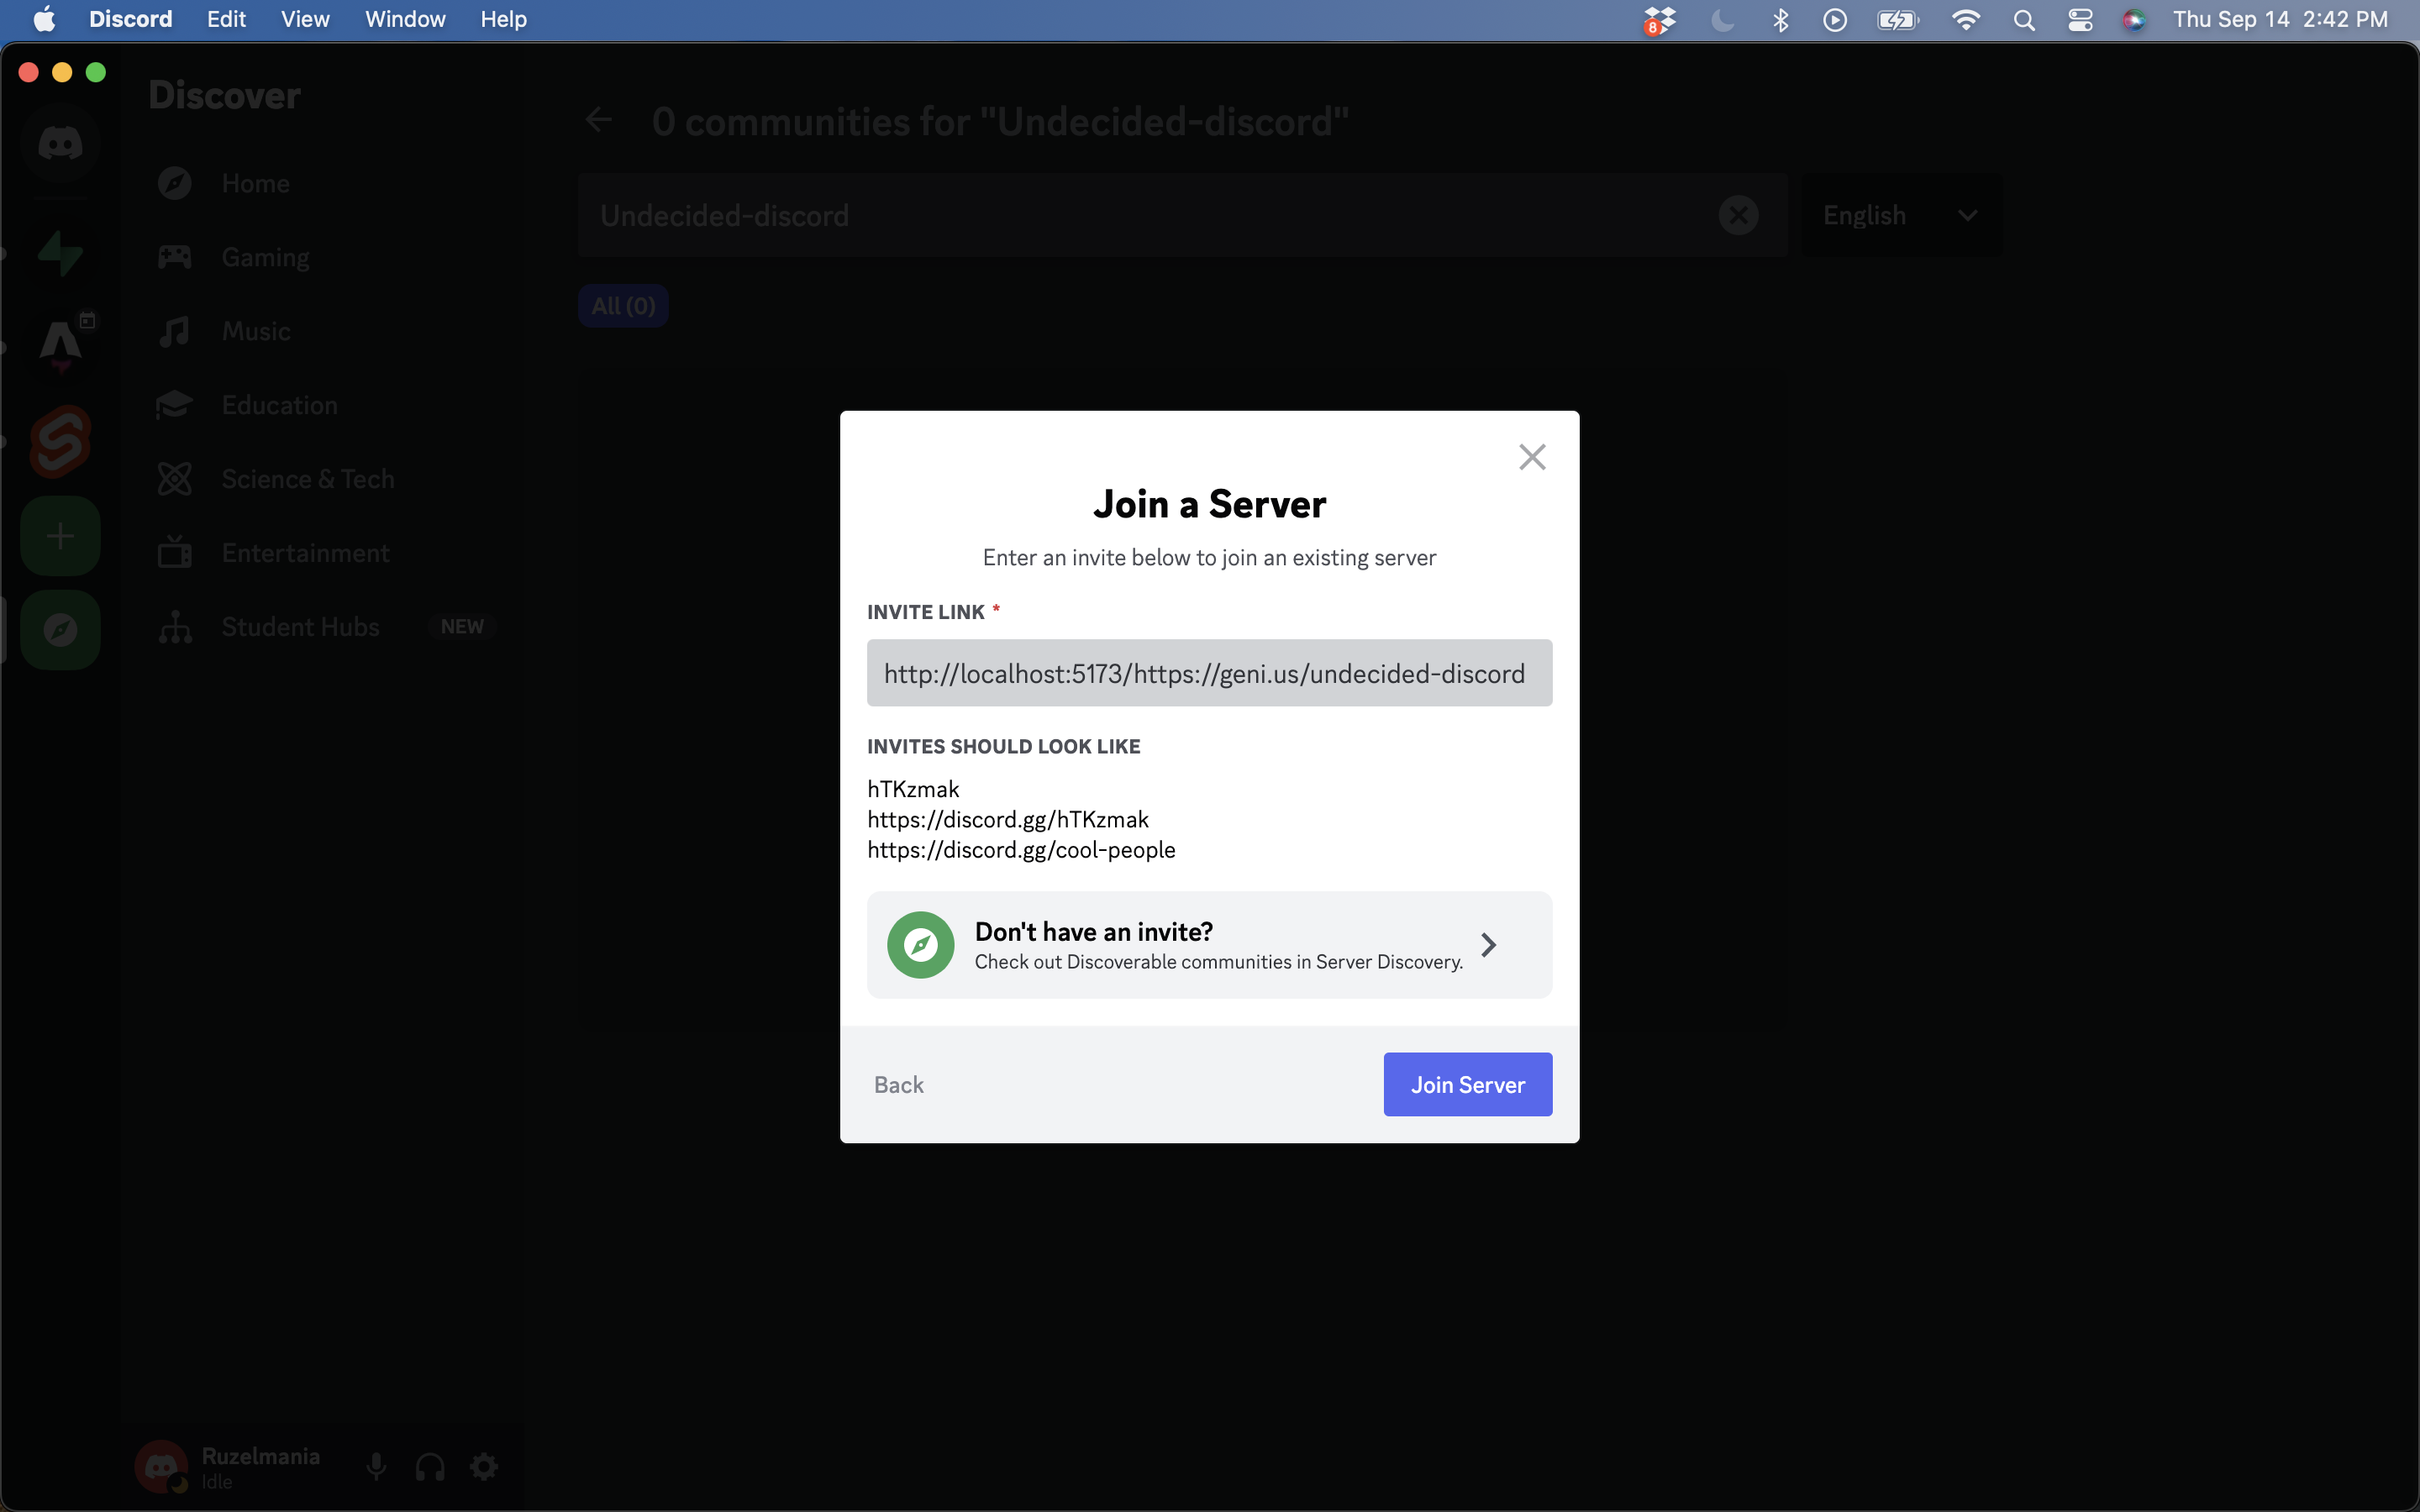 Discord Edit View Window Help 8 Thu Sep 14 2:42 PM
Discover
Home
Gaming
Music
Education
Science & Tech
Entertainment
Student Hubs NEW
0 communities for "Undecided-discord"
Undecided-discord
English
All (0)
Join a Server
Enter an invite below to join an existing server
INVITE LINK *
http://localhost:5173/https://geni.us/undecided-discord
INVITES SHOULD LOOK LIKE
hTKzmak
https://discord.gg/hTKzmak
https://discord.gg/cool-people
Don't have an invite?
Check out Discoverable communities in Server Discovery.
Back
Join Server
Ruzelmania
Idle